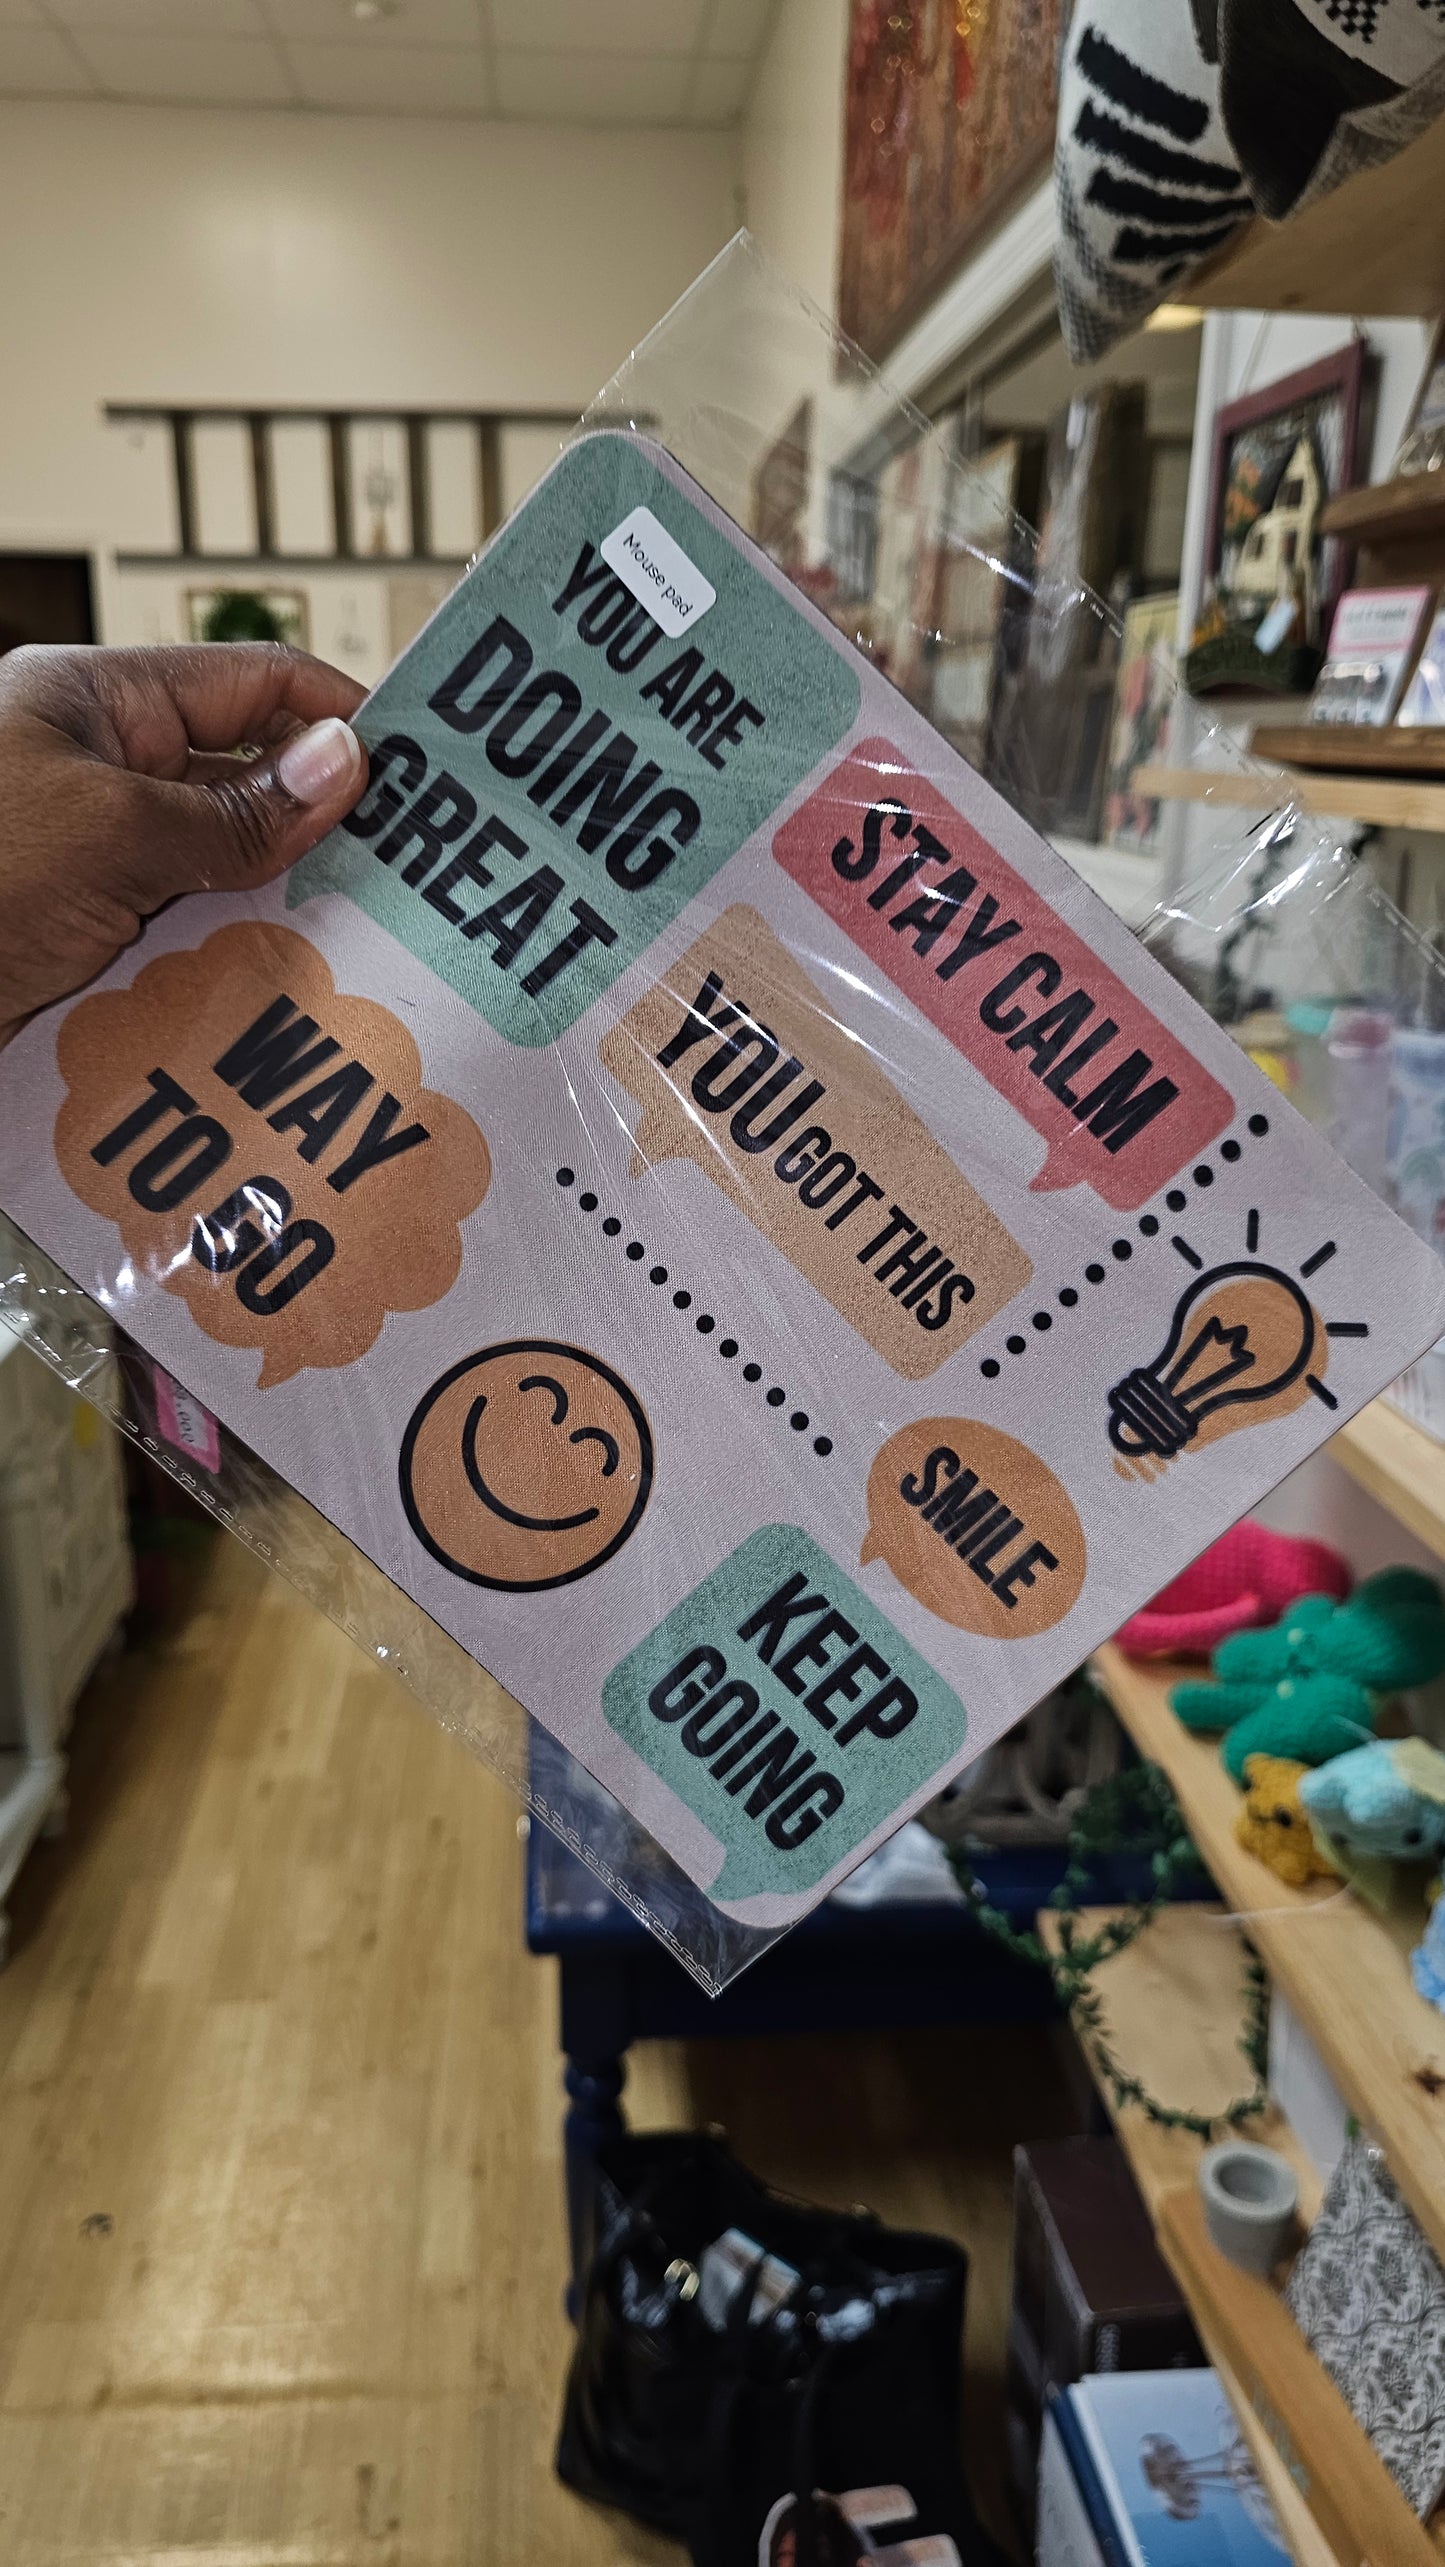 Mouse pad
YOU ARE
DOING
GREAT
STAY CALM
YOU GOT THIS
WAY
TO GO
SMILE
KEEP
GOING